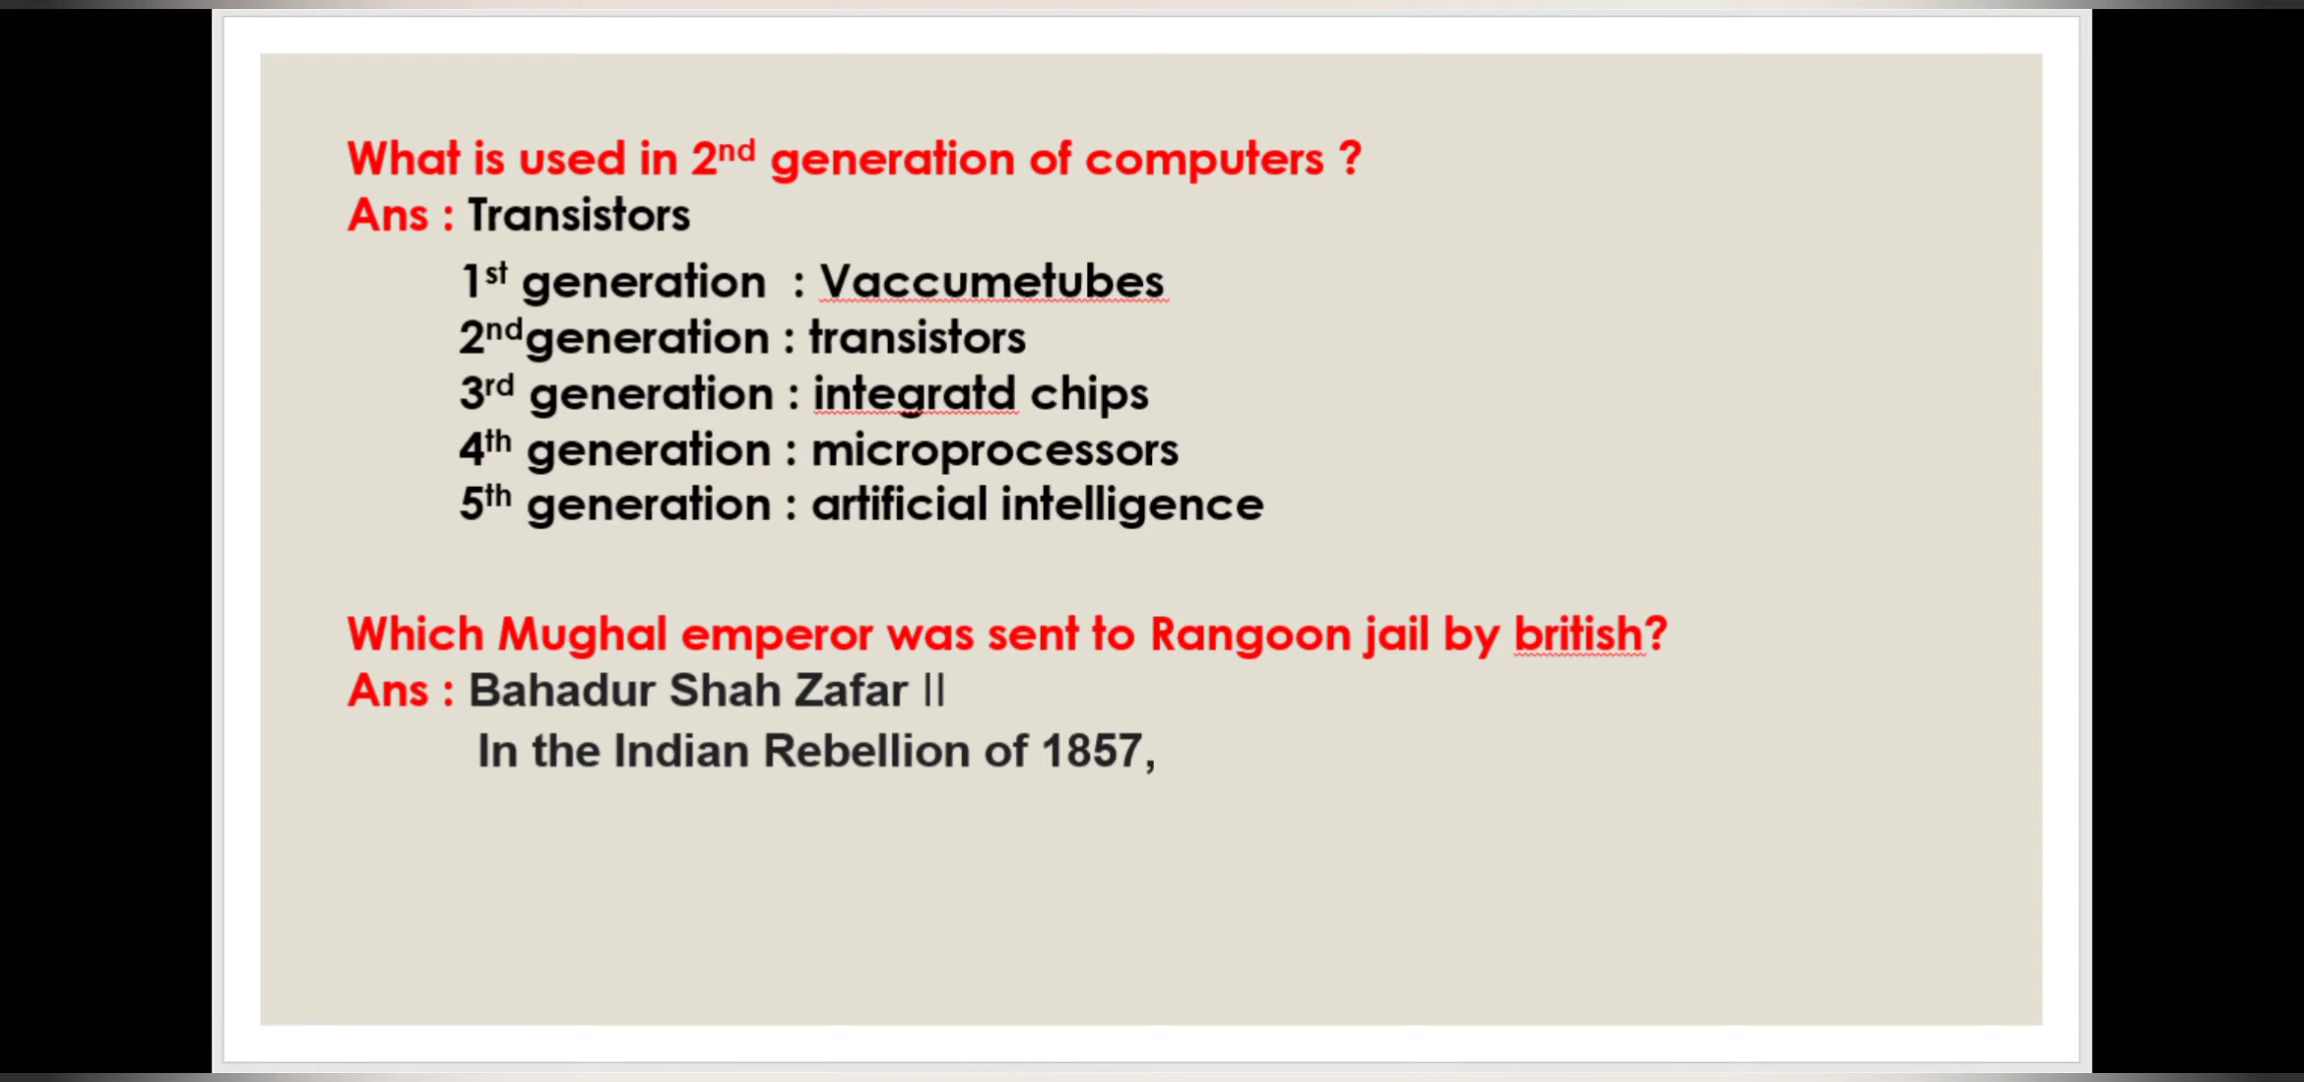 What is used in 2nd generation of computers ?
Ans : Transistors
1st generation : Vaccumetubes
2ndgeneration : transistors
3rd generation : integratd chips
4th generation : microprocessors
5th generation : artificial intelligence
Which Mughal emperor was sent to Rangoon jail by british?
Ans : Bahadur Shah Zafar II
In the Indian Rebellion of 1857,